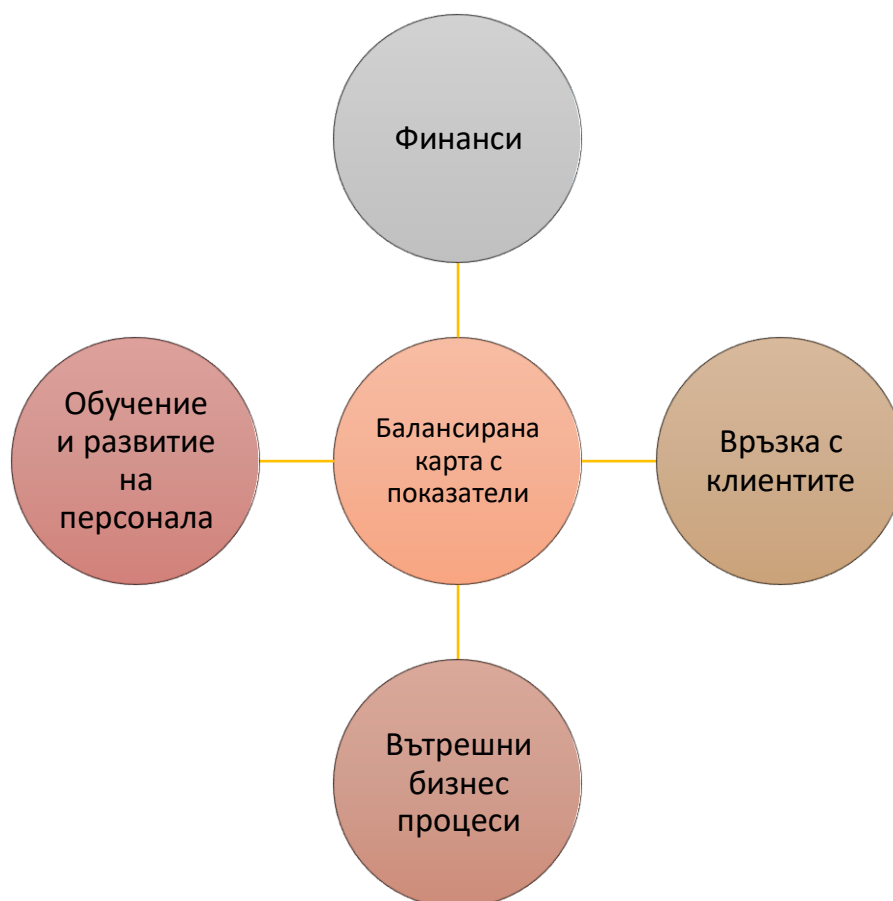 Финанси
Обучение
и развитие
на
персонала
Балансирана
карта с
показатели
Връзка с
клиентите
Вътрешни
бизнес
процеси